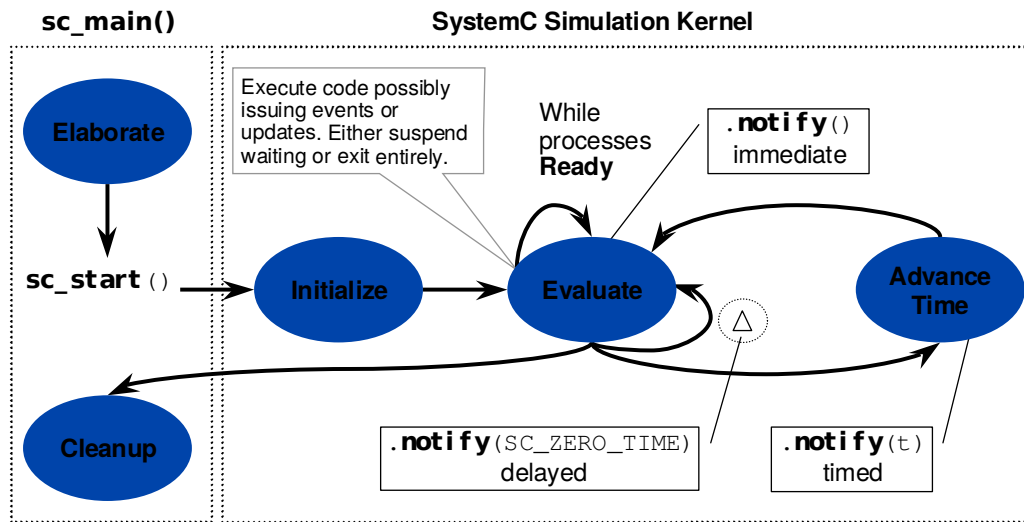 sc_main()
SystemC Simulation Kernel
Execute code possibly
issuing events or
updates. Either suspend
waiting or exit entirely.
While
processes
Ready
.notify()
immediate
Elaborate
sc_start()
Initialize
Evaluate
Advance
Time
Δ
Cleanup
.notify(SC_ZERO_TIME)
delayed
.notify(t)
timed